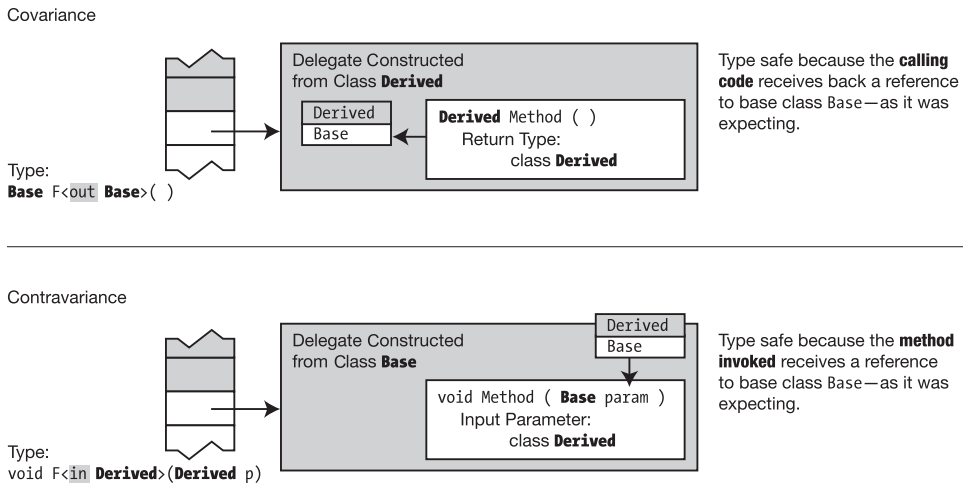 Covariance
Delegate Constructed
from Class Derived
Derived
Base
Derived Method ( )
Return Type:
class Derived
Type safe because the calling
code receives back a reference
to base class Base—as it was
expecting.
Type:
Base F<out Base>( )
Contravariance
Delegate Constructed
from Class Base
Derived
Base
void Method ( Base param )
Input Parameter:
class Derived
Type safe because the method
invoked receives a reference
to base class Base—as it was
expecting.
Type:
void F<in Derived>(Derived p)